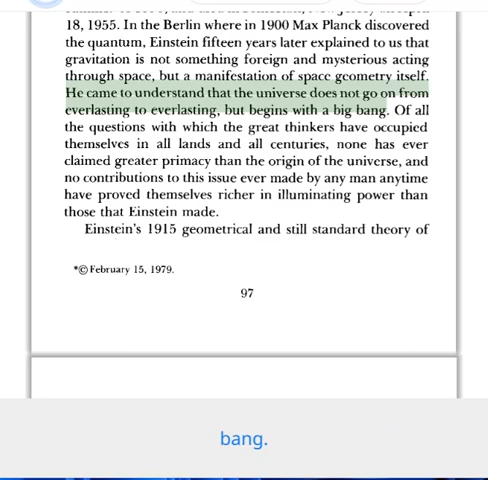 18, 1955. In the Berlin where in 1900 Max Planck discovered
the quantum, Einstein fifteen years later explained to us that
gravitation is not something foreign and mysterious acting
through space, but a manifestation of space geometry itself.
He came to understand that the universe does not go on from
everlasting to everlasting, but begins with a big bang. Of all
the questions with which the great thinkers have occupied
themselves in all lands and all centuries, none has ever
claimed greater primacy than the origin of the universe, and
no contributions to this issue ever made by any man anytime
have proved themselves richer in illuminating power than
those that Einstein made.
Einstein's 1915 geometrical and still standard theory of
*© February 15, 1979.
97
bang.